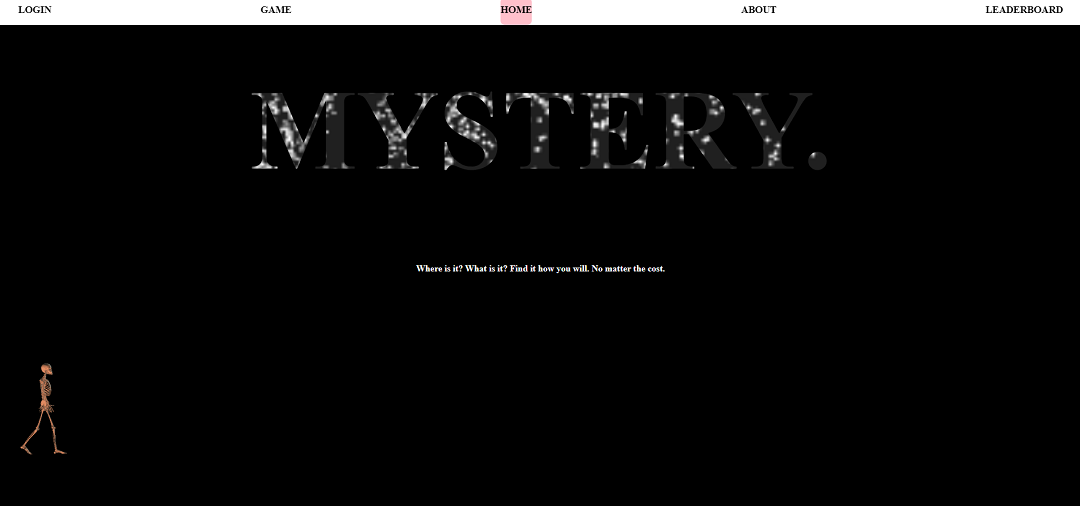 LOGIN GAME HOME ABOUT LEADERBOARD
MYSTERY.
Where is it? What is it? Find it how you will. No matter the cost.